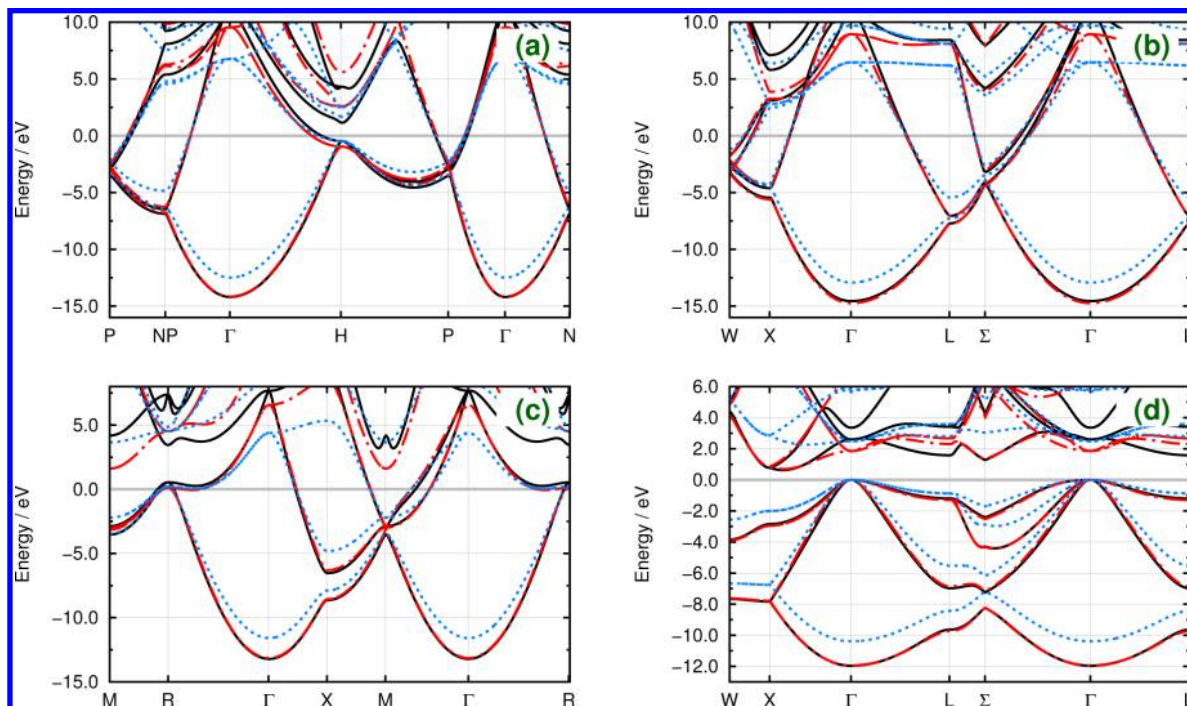 10.0
5.0
0.0
−5.0
−10.0
−15.0
Energy / eV
(a)
P NP Γ H P Γ N
10.0
5.0
0.0
−5.0
−10.0
−15.0
Energy / eV
(b)
W X Γ L Σ Γ
5.0
0.0
−5.0
−10.0
−15.0
Energy / eV
(c)
M R Γ X M Γ R
6.0
4.0
2.0
0.0
−2.0
−4.0
−6.0
−8.0
−10.0
−12.0
Energy / eV
(d)
W X Γ L Σ Γ